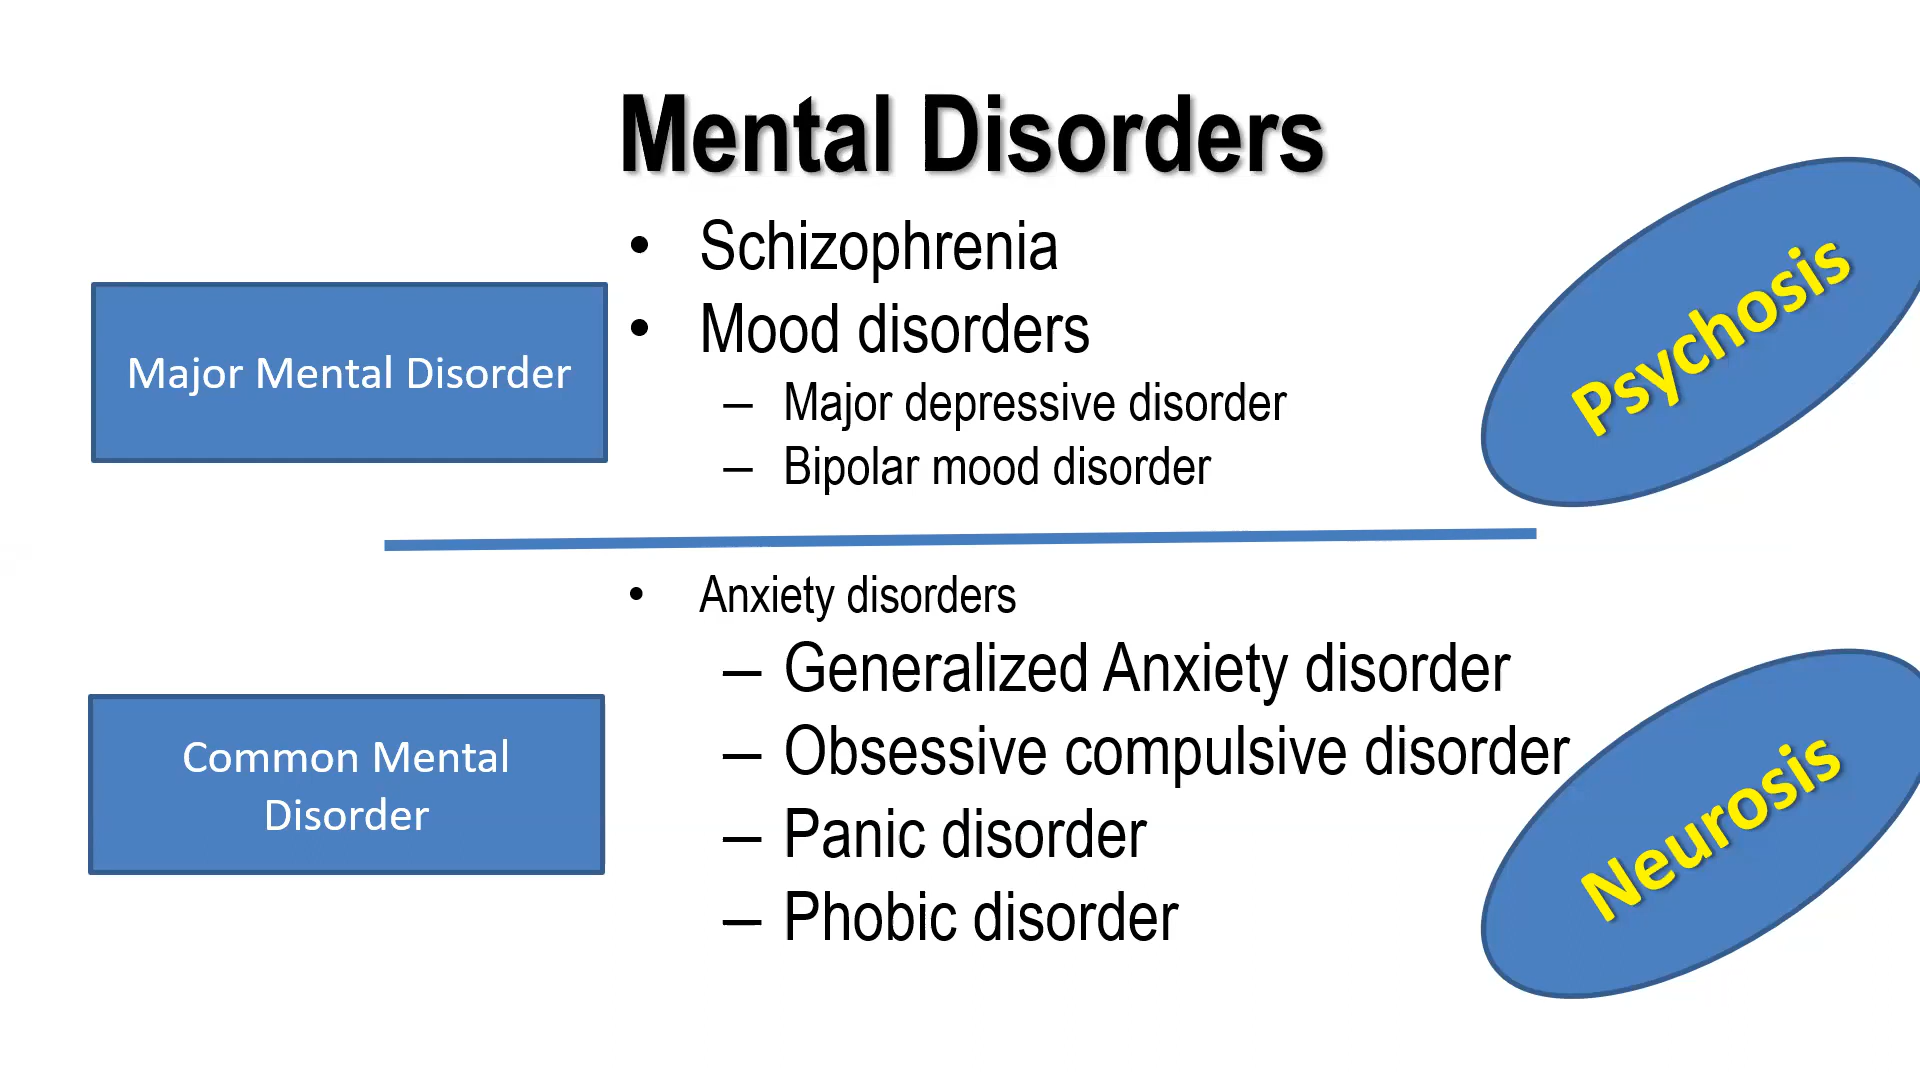 Mental Disorders
• Schizophrenia
• Mood disorders
– Major depressive disorder
– Bipolar mood disorder
Major Mental Disorder
Psychosis
• Anxiety disorders
– Generalized Anxiety disorder
– Obsessive compulsive disorder
– Panic disorder
– Phobic disorder
Common Mental
Disorder
Neurosis